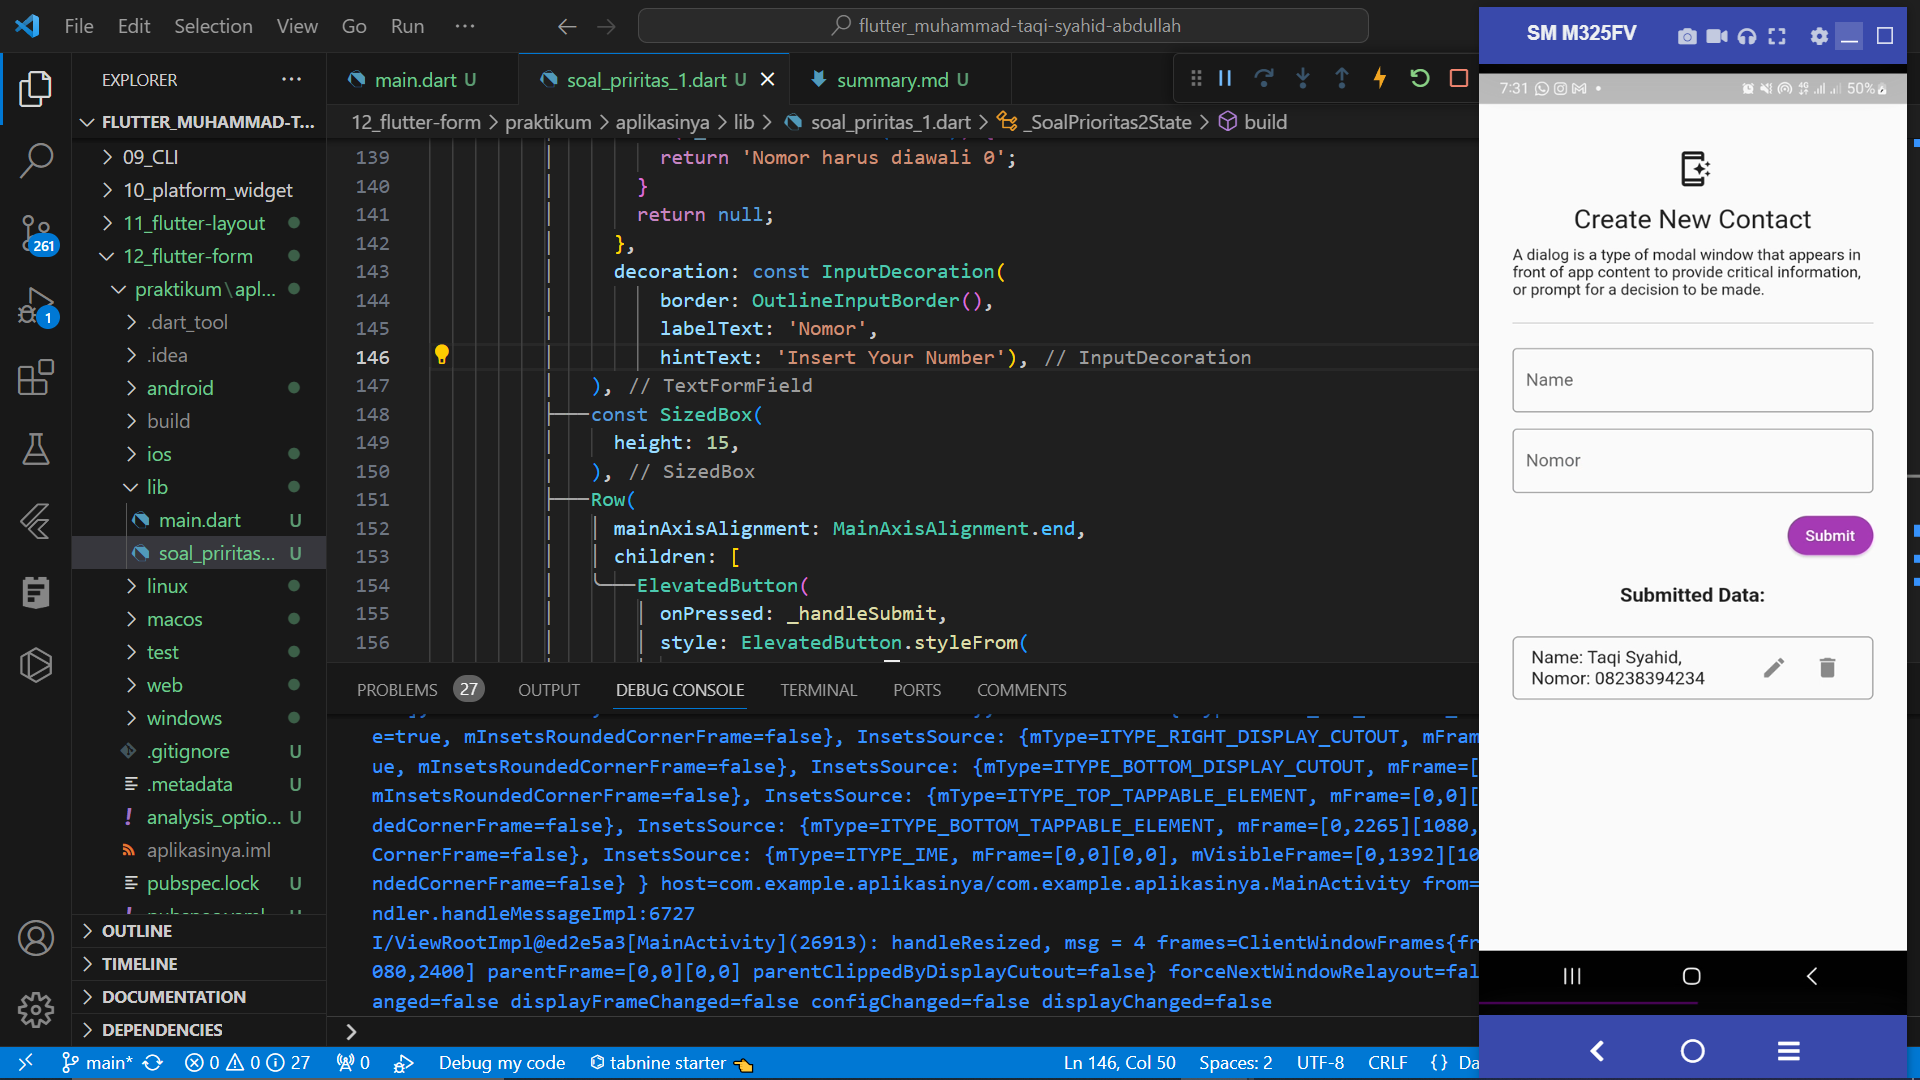 File Edit Selection View Go Run ···
flutter_muhammad-taqi-syahid-abdullah
EXPLORER
FLUTTER_MUHAMMAD-T...
09_CLI
10_platform_widget
11_flutter-layout
12_flutter-form
praktikum\apl...
.dart_tool
.idea
android
build
ios
lib
main.dart U
soal_priritas... U
linux
macos
test
web
windows
.gitignore U
.metadata U
analysis_optio... U
aplikasinya.iml
pubspec.lock U
OUTLINE
TIMELINE
DOCUMENTATION
DEPENDENCIES
261
1
main.dart U
soal_priritas_1.dart U
summary.md U
12_flutter-form > praktikum > aplikasinya > lib > soal_priritas_1.dart > _SoalPrioritas2State > build
139 return 'Nomor harus diawali 0';
140 }
141 return null;
142 },
143 decoration: const InputDecoration(
144 border: OutlineInputBorder(),
145 labelText: 'Nomor',
146 hintText: 'Insert Your Number'), // InputDecoration
147 ), // TextFormField
148 const SizedBox(
149 height: 15,
150 ), // SizedBox
151 Row(
152 mainAxisAlignment: MainAxisAlignment.end,
153 children: [
154 ElevatedButton(
155 onPressed: _handleSubmit,
156 style: ElevatedButton.styleFrom(
PROBLEMS 27 OUTPUT DEBUG CONSOLE TERMINAL PORTS COMMENTS
e=true, mInsetsRoundedCornerFrame=false}, InsetsSource: {mType=ITYPE_RIGHT_DISPLAY_CUTOUT, mFram
ue, mInsetsRoundedCornerFrame=false}, InsetsSource: {mType=ITYPE_BOTTOM_DISPLAY_CUTOUT, mFrame=[
mInsetsRoundedCornerFrame=false}, InsetsSource: {mType=ITYPE_TOP_TAPPABLE_ELEMENT, mFrame=[0,0][
dedCornerFrame=false}, InsetsSource: {mType=ITYPE_BOTTOM_TAPPABLE_ELEMENT, mFrame=[0,2265][1080,
CornerFrame=false}, InsetsSource: {mType=ITYPE_IME, mFrame=[0,0][0,0], mVisibleFrame=[0,1392][10
ndedCornerFrame=false} } host=com.example.aplikasinya/com.example.aplikasinya.MainActivity from=
ndler.handleMessageImpl:6727
I/ViewRootImpl@ed2e5a3[MainActivity](26913): handleResized, msg = 4 frames=ClientWindowFrames{fr
080,2400] parentFrame=[0,0][0,0] parentClippedByDisplayCutout=false} forceNextWindowRelayout=fal
anged=false displayFrameChanged=false configChanged=false displayChanged=false
main* 0 0 27 0 Debug my code tabnine starter Ln 146, Col 50 Spaces: 2 UTF-8 CRLF {} Da
SM M325FV
7:31 50%
Create New Contact
A dialog is a type of modal window that appears in
front of app content to provide critical information,
or prompt for a decision to be made.
Name
Nomor
Submit
Submitted Data:
Name: Taqi Syahid,
Nomor: 08238394234